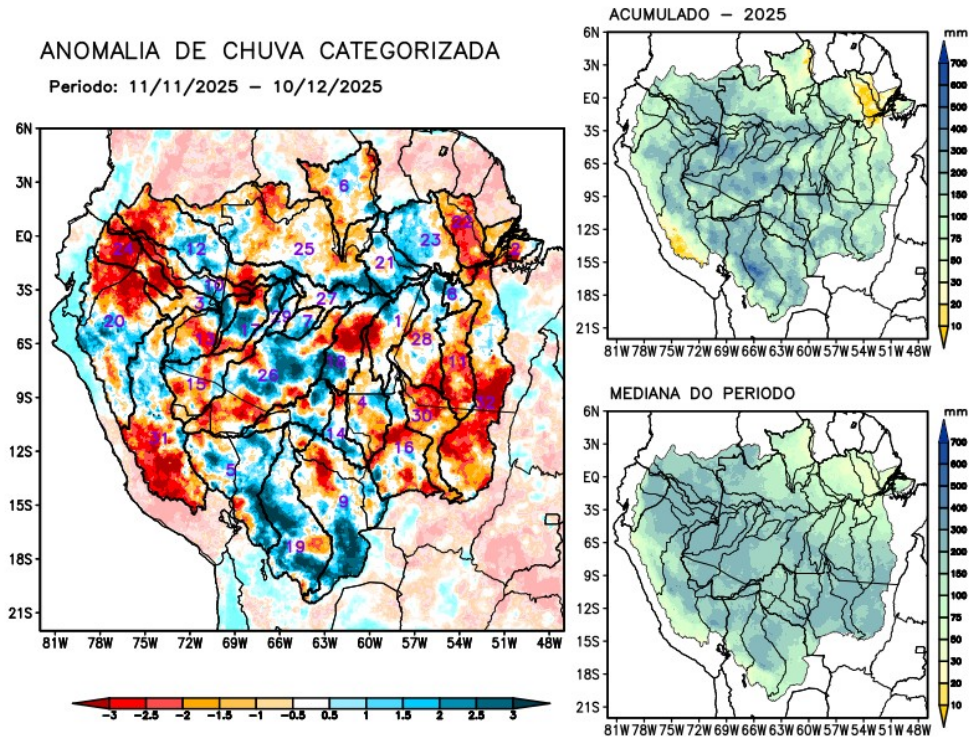 ANOMALIA DE CHUVA CATEGORIZADA
Periodo: 11/11/2025 – 10/12/2025
6N
3N
EQ
3S
6S
9S
12S
15S
18S
21S
81W 78W 75W 72W 69W 66W 63W 60W 57W 54W 51W 48W
6
22
24
12
25
23
2
21
10
3
27
8
20
17
29
7
1
13
28
18
11
26
15
4
30
32
31
14
16
5
9
19
−3 −2.5 −2 −1.5 −1 −0.5 0.5 1 1.5 2 2.5 3
ACUMULADO – 2025
mm
6N
3N
EQ
3S
6S
9S
12S
15S
18S
21S
81W 78W 75W 72W 69W 66W 63W 60W 57W 54W 51W 48W
700
600
500
400
300
200
150
100
70
50
30
20
10
MEDIANA DO PERIODO
mm
6N
3N
EQ
3S
6S
9S
12S
15S
18S
21S
81W 78W 75W 72W 69W 66W 63W 60W 57W 54W 51W 48W
700
600
500
400
300
200
150
100
70
50
30
20
10